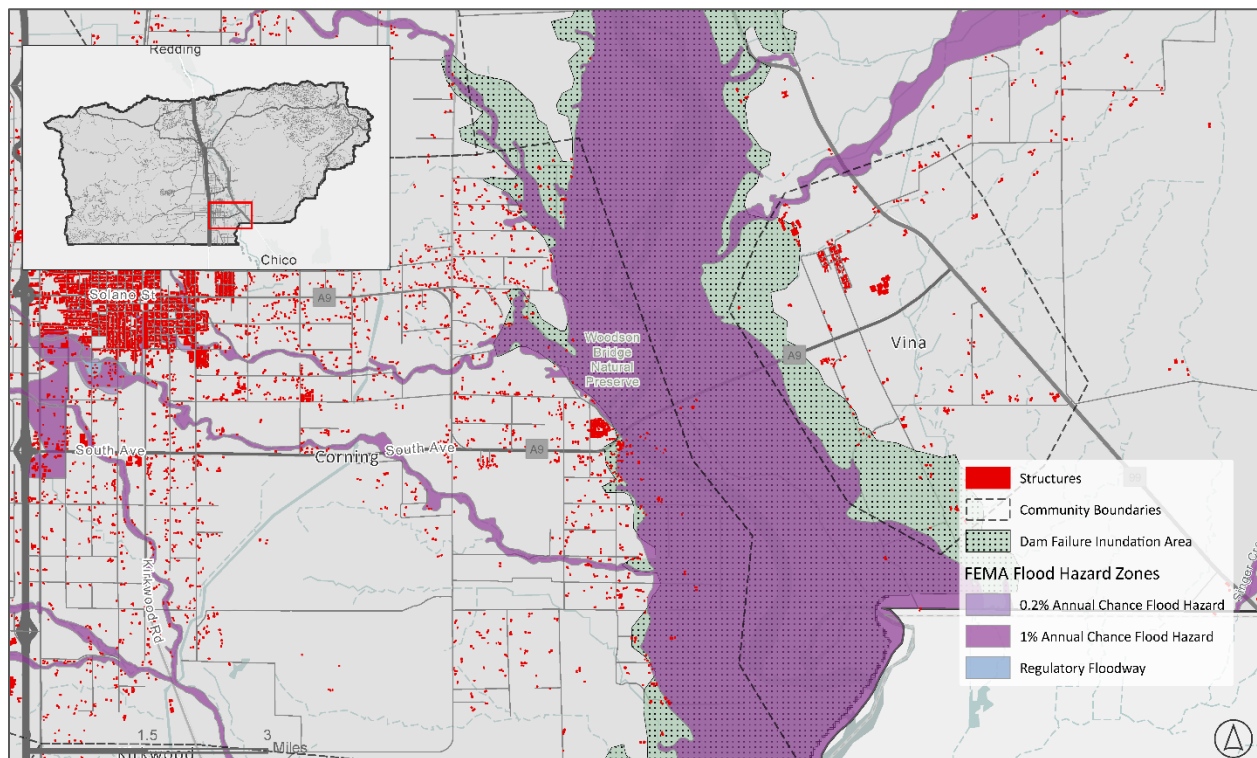 Redding
Chico
Solano St
A9
Woodson
Bridge
Natural
Preserve
A9
Vina
South Ave
Corning
South Ave
A9
Kirkwood Rd
99
Structures
Community Boundaries
Dam Failure Inundation Area
FEMA Flood Hazard Zones
0.2% Annual Chance Flood Hazard
1% Annual Chance Flood Hazard
Regulatory Floodway
1.5
3
Miles
Kirkwood